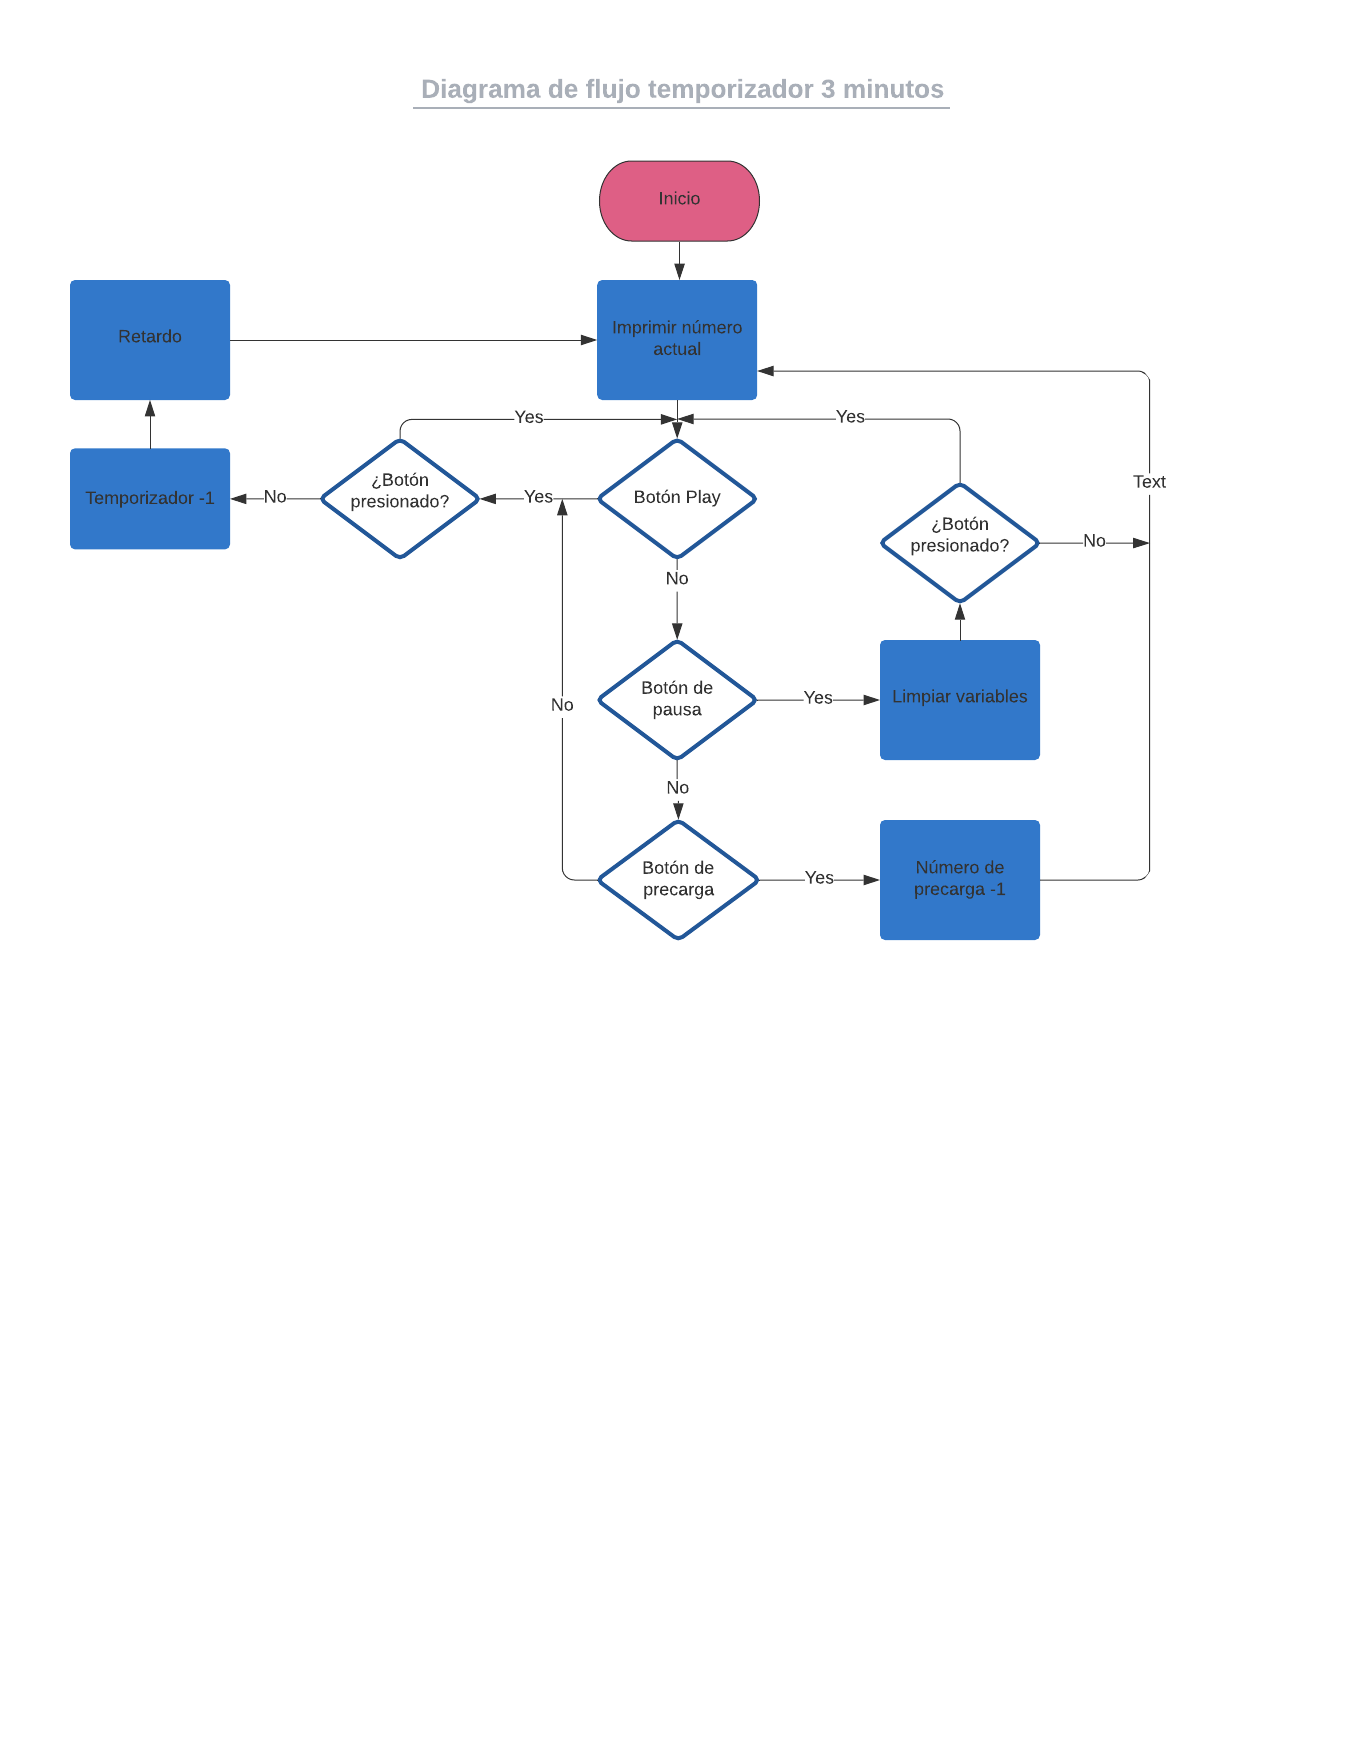 Diagrama de flujo temporizador 3 minutos
Inicio
Retardo
Imprimir número
actual
Yes
Yes
Temporizador -1
No
¿Botón
presionado?
Yes
Botón Play
Text
¿Botón
presionado?
No
No
Botón de
pausa
Yes
Limpiar variables
No
No
Botón de
precarga
Yes
Número de
precarga -1